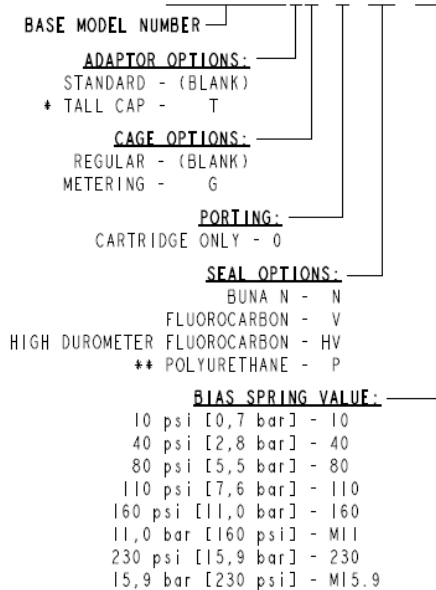 BASE MODEL NUMBER
ADAPTOR OPTIONS:
STANDARD - (BLANK)
* TALL CAP - T
CAGE OPTIONS:
REGULAR - (BLANK)
METERING - G
PORTING:
CARTRIDGE ONLY - 0
SEAL OPTIONS:
BUNA N - N
FLUOROCARBON - V
HIGH DUROMETER FLUOROCARBON - HV
** POLYURETHANE - P
BIAS SPRING VALUE:
10 psi [0,7 bar] - 10
40 psi [2,8 bar] - 40
80 psi [5,5 bar] - 80
110 psi [7,6 bar] - 110
160 psi [11,0 bar] - 160
11,0 bar [160 psi] - M11
230 psi [15,9 bar] - 230
15,9 bar [230 psi] - M15.9